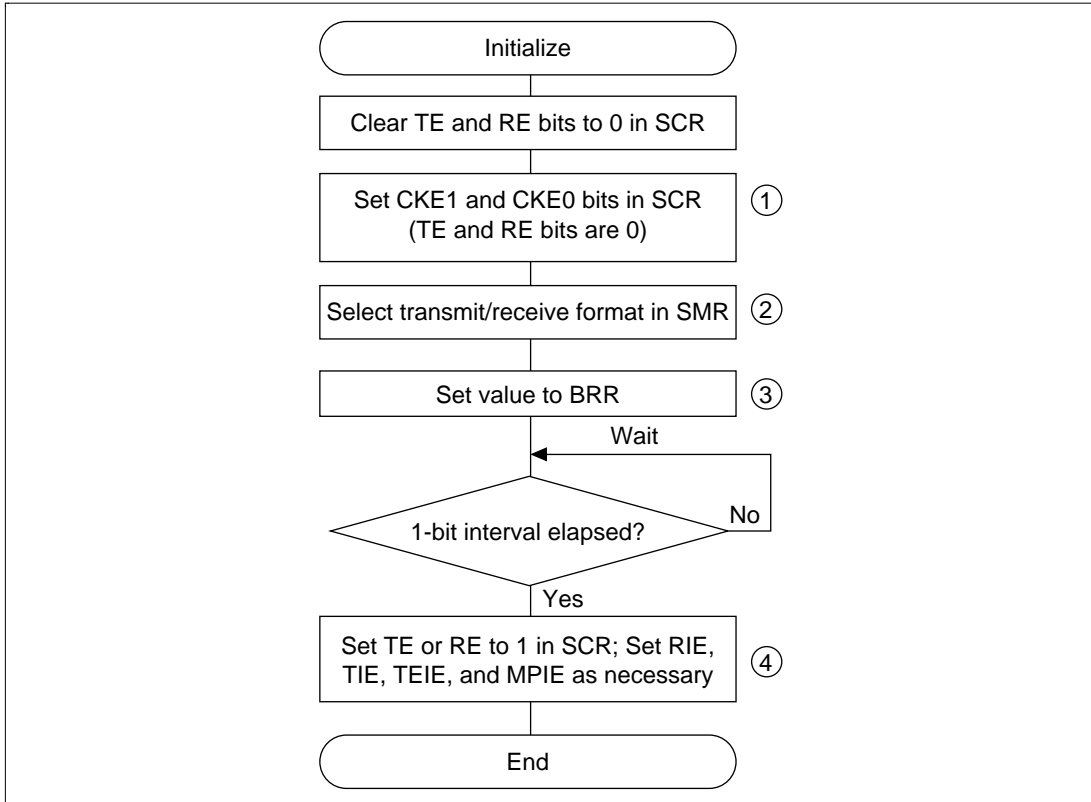 Initialize
Clear TE and RE bits to 0 in SCR
Set CKE1 and CKE0 bits in SCR
(TE and RE bits are 0)
①
Select transmit/receive format in SMR
②
Set value to BRR
③
Wait
1-bit interval elapsed?
No
Yes
Set TE or RE to 1 in SCR; Set RIE,
TIE, TEIE, and MPIE as necessary
④
End